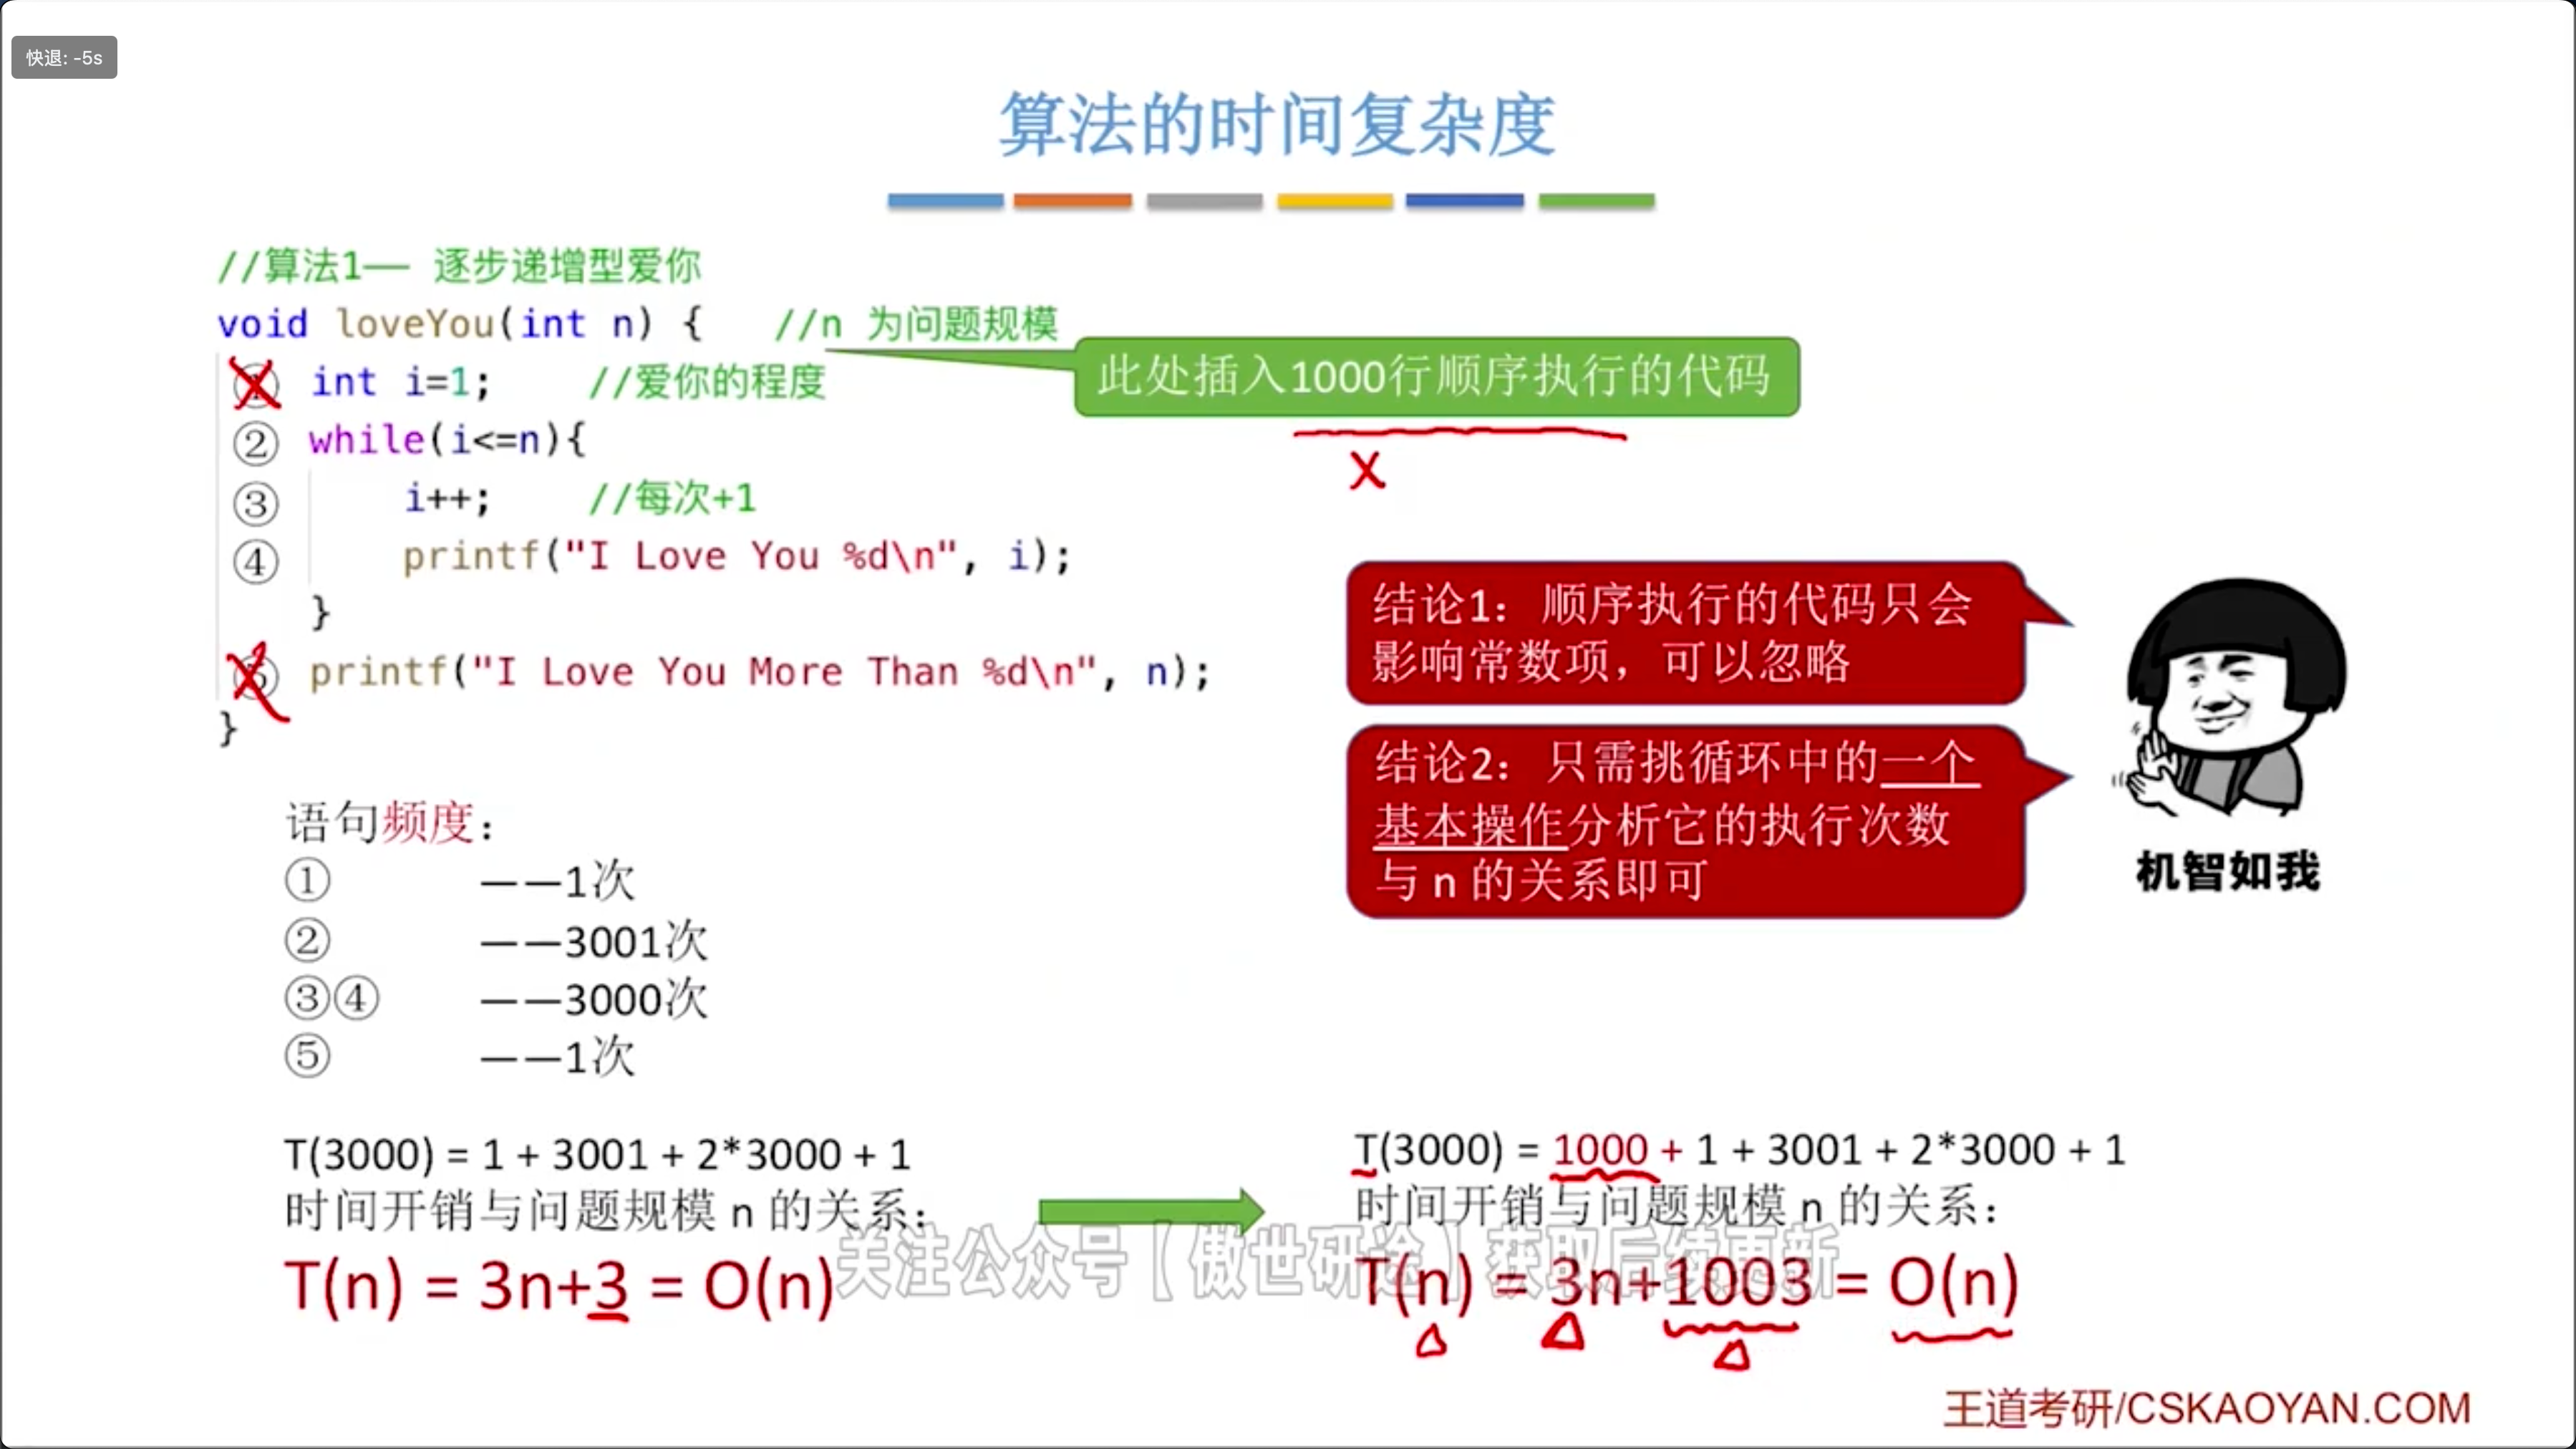 快退: -5s
算法的时间复杂度
//算法1—— 逐步递增型爱你
void loveYou(int n) {    //n 为问题规模
此处插入1000行顺序执行的代码
① int i=1;    //爱你的程度
② while(i<=n){
③ i++;    //每次+1
④ printf("I Love You %d\n", i);
}
⑤ printf("I Love You More Than %d\n", n);
}
X
结论1：顺序执行的代码只会
影响常数项，可以忽略
结论2：只需挑循环中的一个
基本操作分析它的执行次数
与 n 的关系即可
机智如我
语句频度：
① ——1次
② ——3001次
③④ ——3000次
⑤ ——1次
T(3000) = 1 + 3001 + 2*3000 + 1
时间开销与问题规模 n 的关系：
T(n) = 3n+3 = O(n)
T(3000) = 1000 + 1 + 3001 + 2*3000 + 1
时间开销与问题规模 n 的关系：
T(n) = 3n+1003 = O(n)
关注公众号【傲世研途】获取后续更新
王道考研/CSKAOYAN.COM